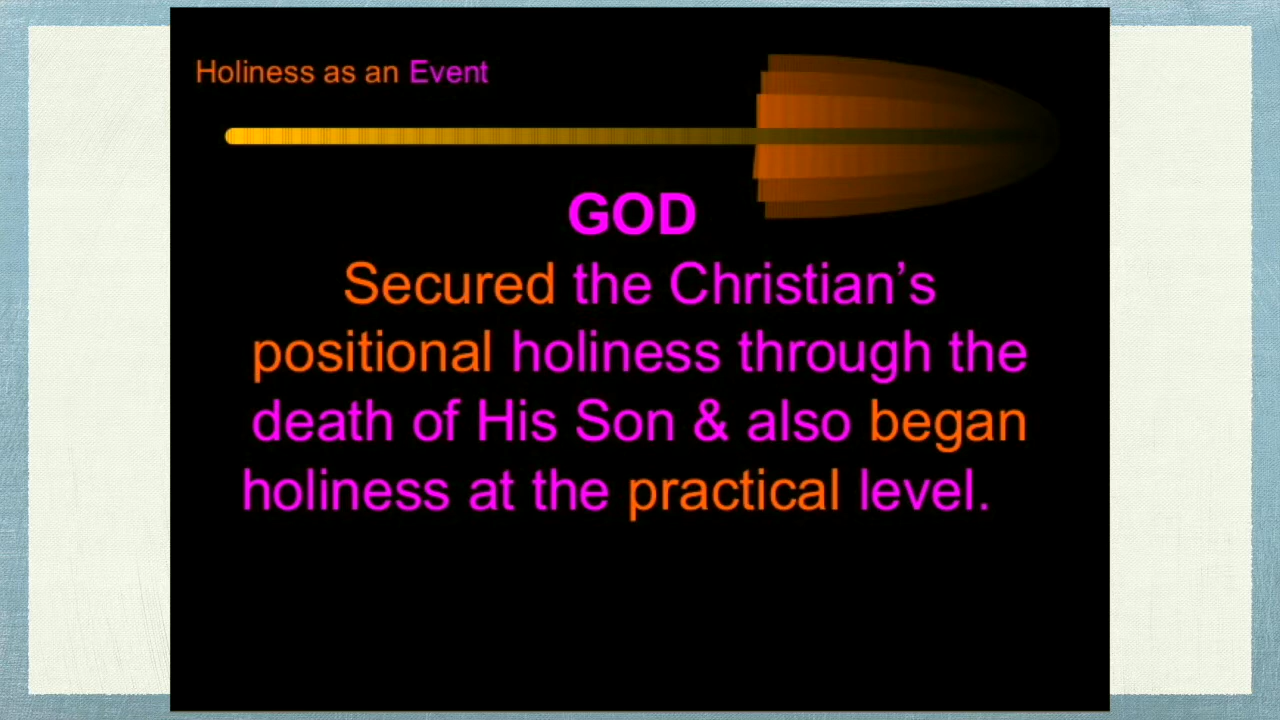 Holiness as an Event
GOD
Secured the Christian’s
positional holiness through the
death of His Son & also began
holiness at the practical level.